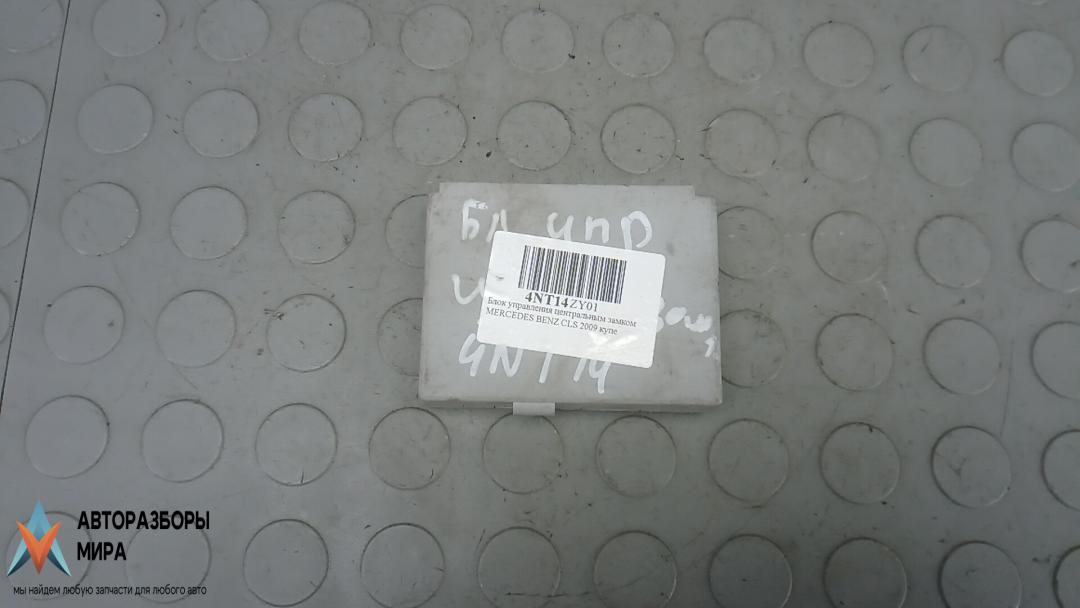 Бл упр
4NT14ZY01
Блок управления центральным замком
MERCEDES BENZ CLS 2009 купе
4NT14
АВТОРАЗБОРЫ
МИРА
мы найдем любую запчасти для любого авто